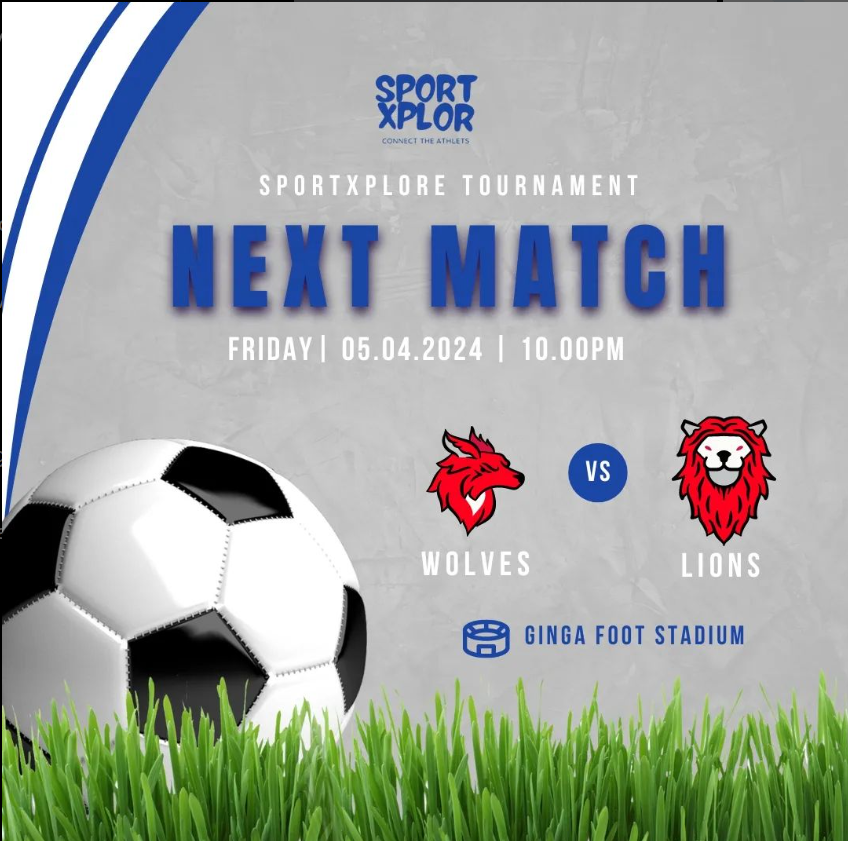 SPORT
XPLOR
CONNECT THE ATHLETS
SPORTXPLORE TOURNAMENT
NEXT MATCH
FRIDAY| 05.04.2024 | 10.00PM
VS
WOLVES
LIONS
GINGA FOOT STADIUM